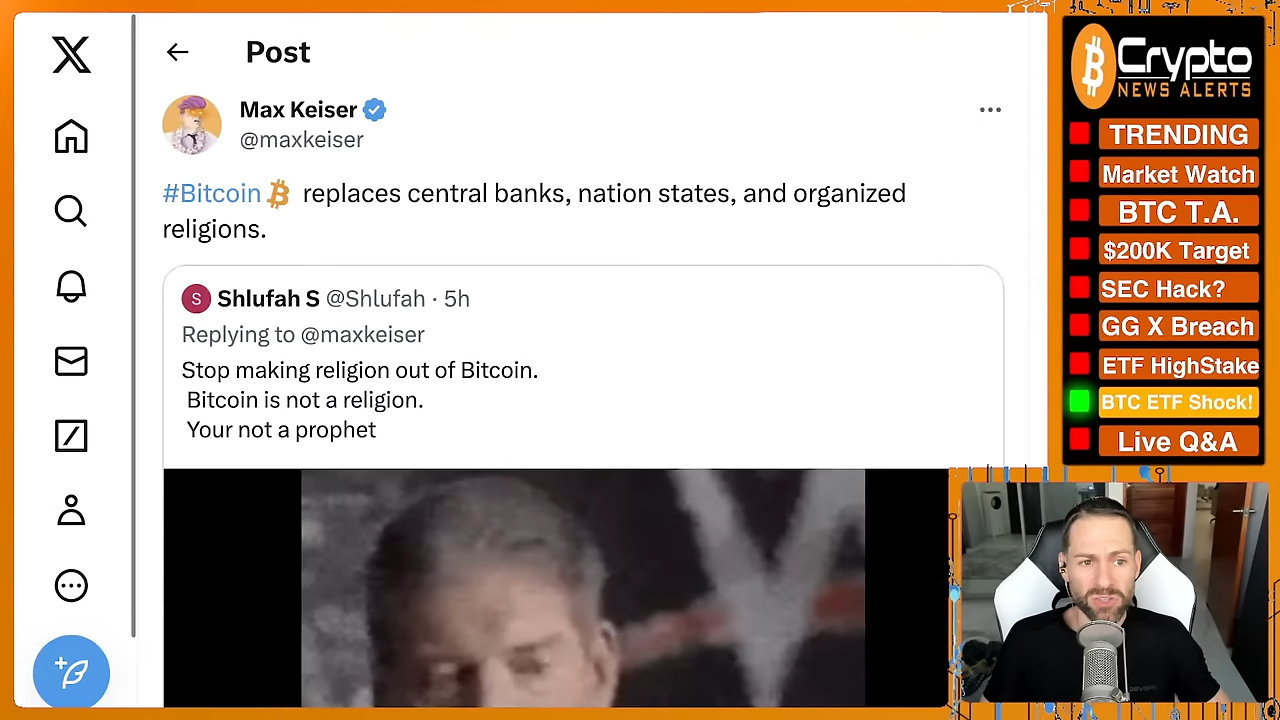 Post
Max Keiser
@maxkeiser
#Bitcoin replaces central banks, nation states, and organized
religions.
S
Shlufah S @Shlufah · 5h
Replying to @maxkeiser
Stop making religion out of Bitcoin.
Bitcoin is not a religion.
Your not a prophet
Crypto
NEWS ALERTS
TRENDING
Market Watch
BTC T.A.
$200K Target
SEC Hack?
GG X Breach
ETF HighStake
BTC ETF Shock!
Live Q&A